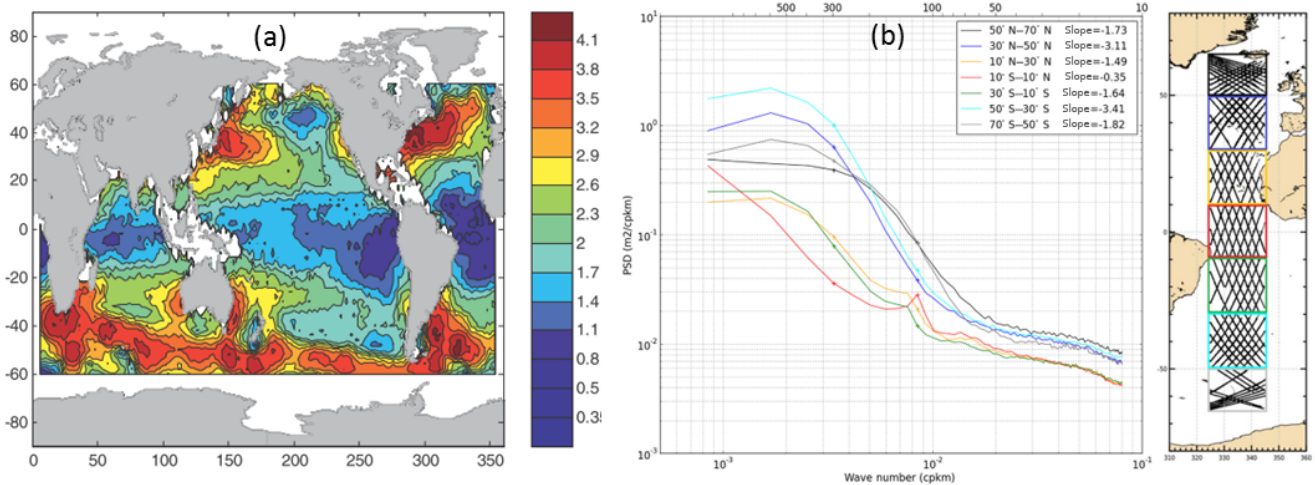 (a)
80
60
40
20
0
-20
-40
-60
-80
0 50 100 150 200 250 300 350
4.1
3.8
3.5
3.2
2.9
2.6
2.3
2
1.7
1.4
1.1
0.8
0.5
0.35
500 300 100 50 10
(b)
50° N—70° N Slope=-1.73
30° N—50° N Slope=-3.11
10° N—30° N Slope=-1.49
10° S—10° N Slope=-0.35
30° S—10° S Slope=-1.64
50° S—30° S Slope=-3.41
70° S—50° S Slope=-1.82
PSD (m2/cpkm)
10¹
10⁰
10⁻¹
10⁻²
10⁻³
10⁻³ 10⁻² 10⁻¹
Wave number (cpkm)
50
0
-50
310 320 330 340 350 360